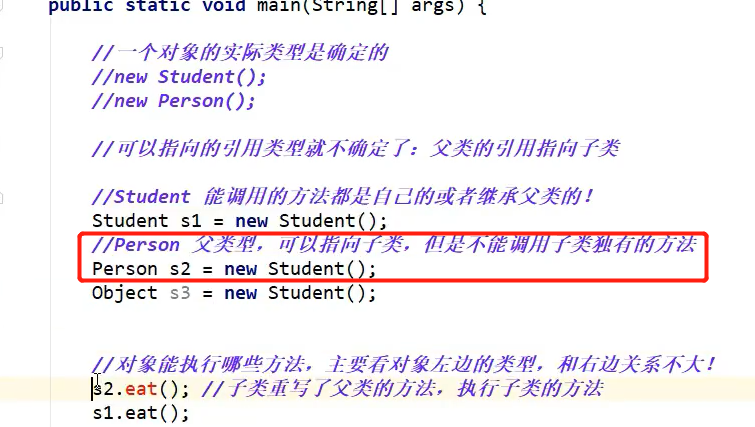 public static void main(String[] args) {
//一个对象的实际类型是确定的
//new Student();
//new Person();
//可以指向的引用类型就不确定了：父类的引用指向子类
//Student 能调用的方法都是自己的或者继承父类的！
Student s1 = new Student();
//Person 父类型，可以指向子类，但是不能调用子类独有的方法
Person s2 = new Student();
Object s3 = new Student();
//对象能执行哪些方法，主要看对象左边的类型，和右边关系不大！
s2.eat(); //子类重写了父类的方法，执行子类的方法
s1.eat();